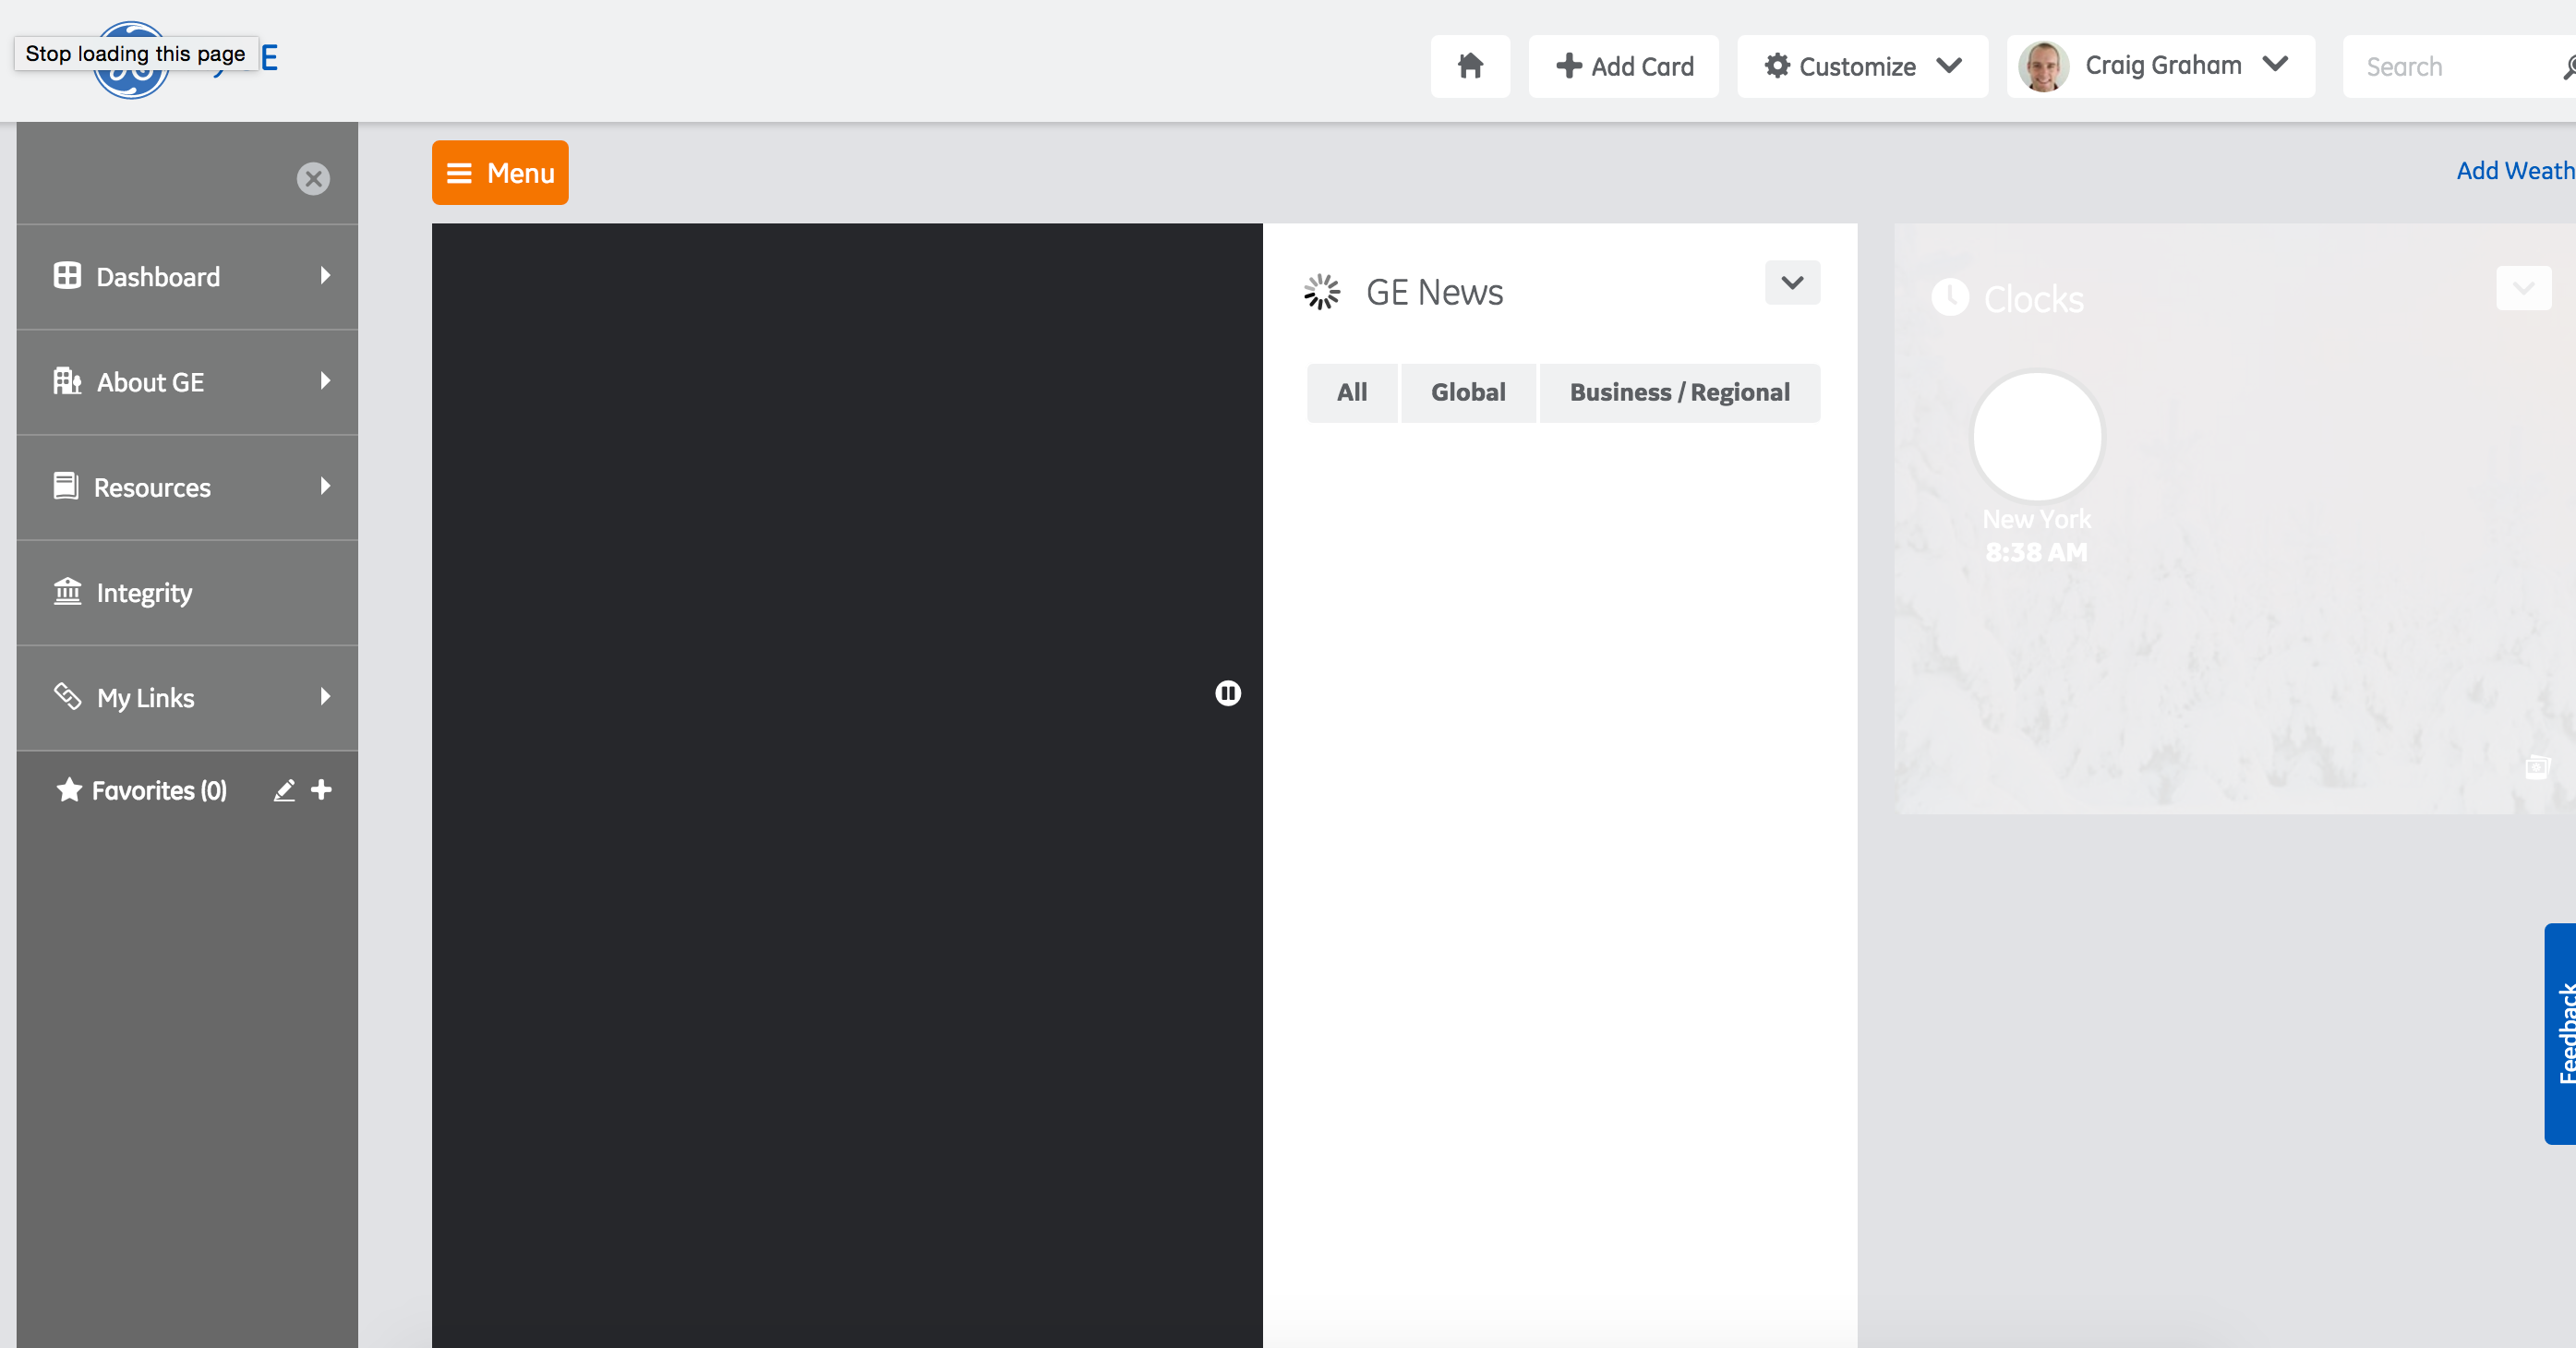 Stop loading this page
E
Add Card
Customize
Craig Graham
Search
Menu
Add Weath
Dashboard
About GE
Resources
Integrity
My Links
Favorites (0)
GE News
All
Global
Business / Regional
Clocks
New York
8:38 AM
Feedback